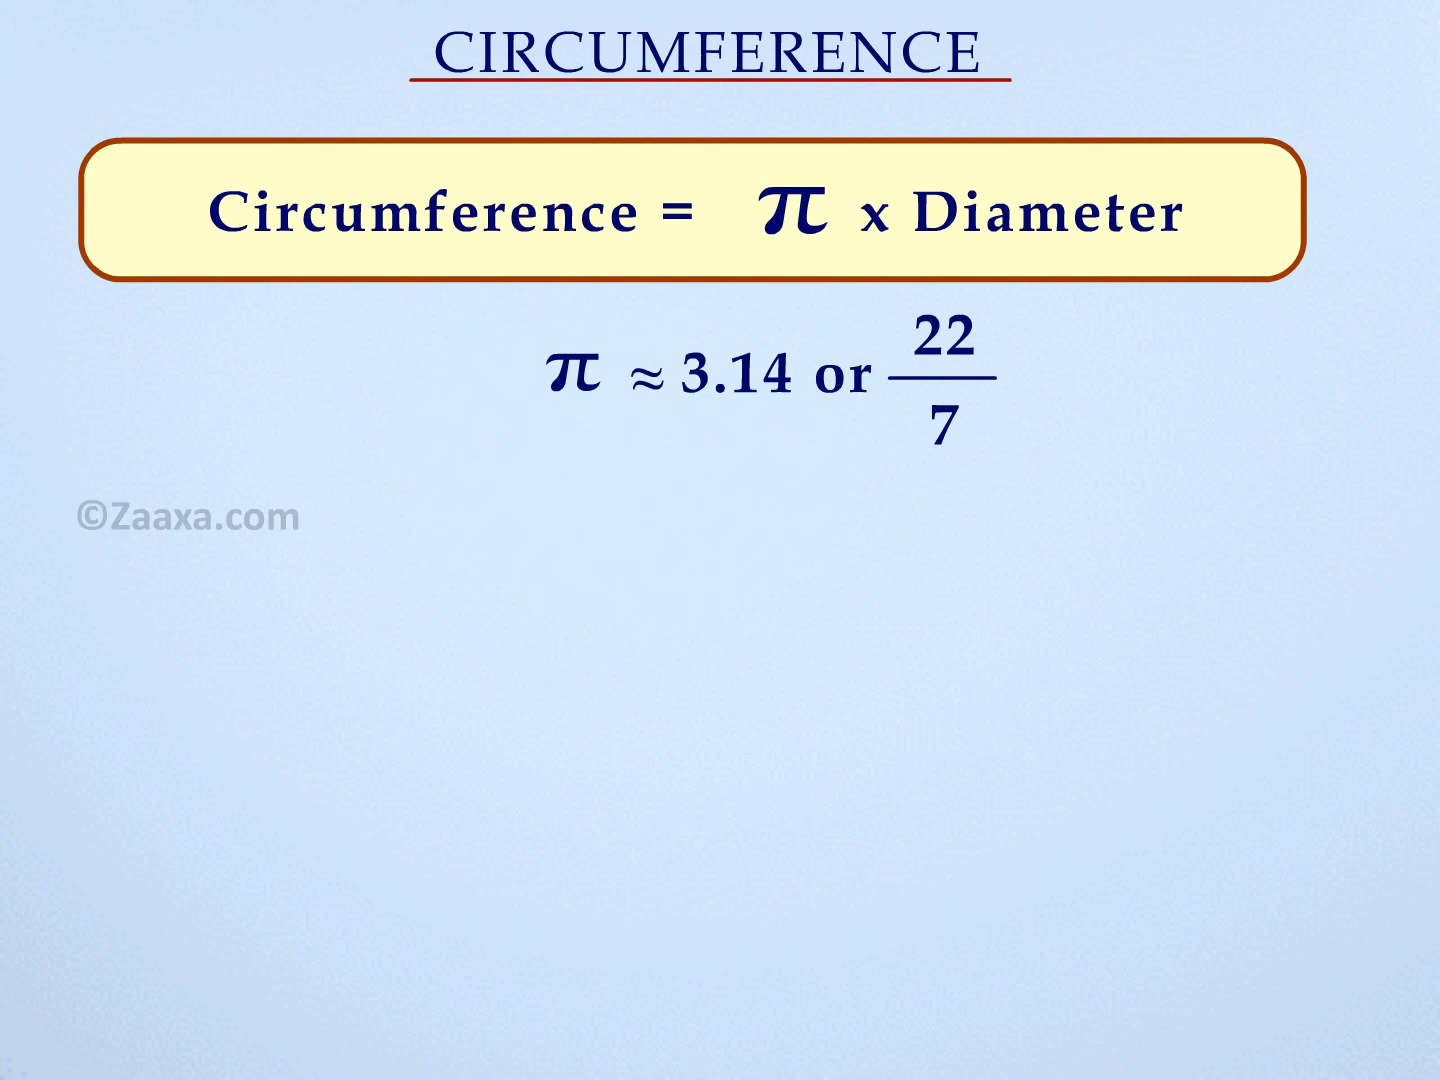 CIRCUMFERENCE
Circumference = π x Diameter
π ≈ 3.14 or 22/7
©Zaaxa.com